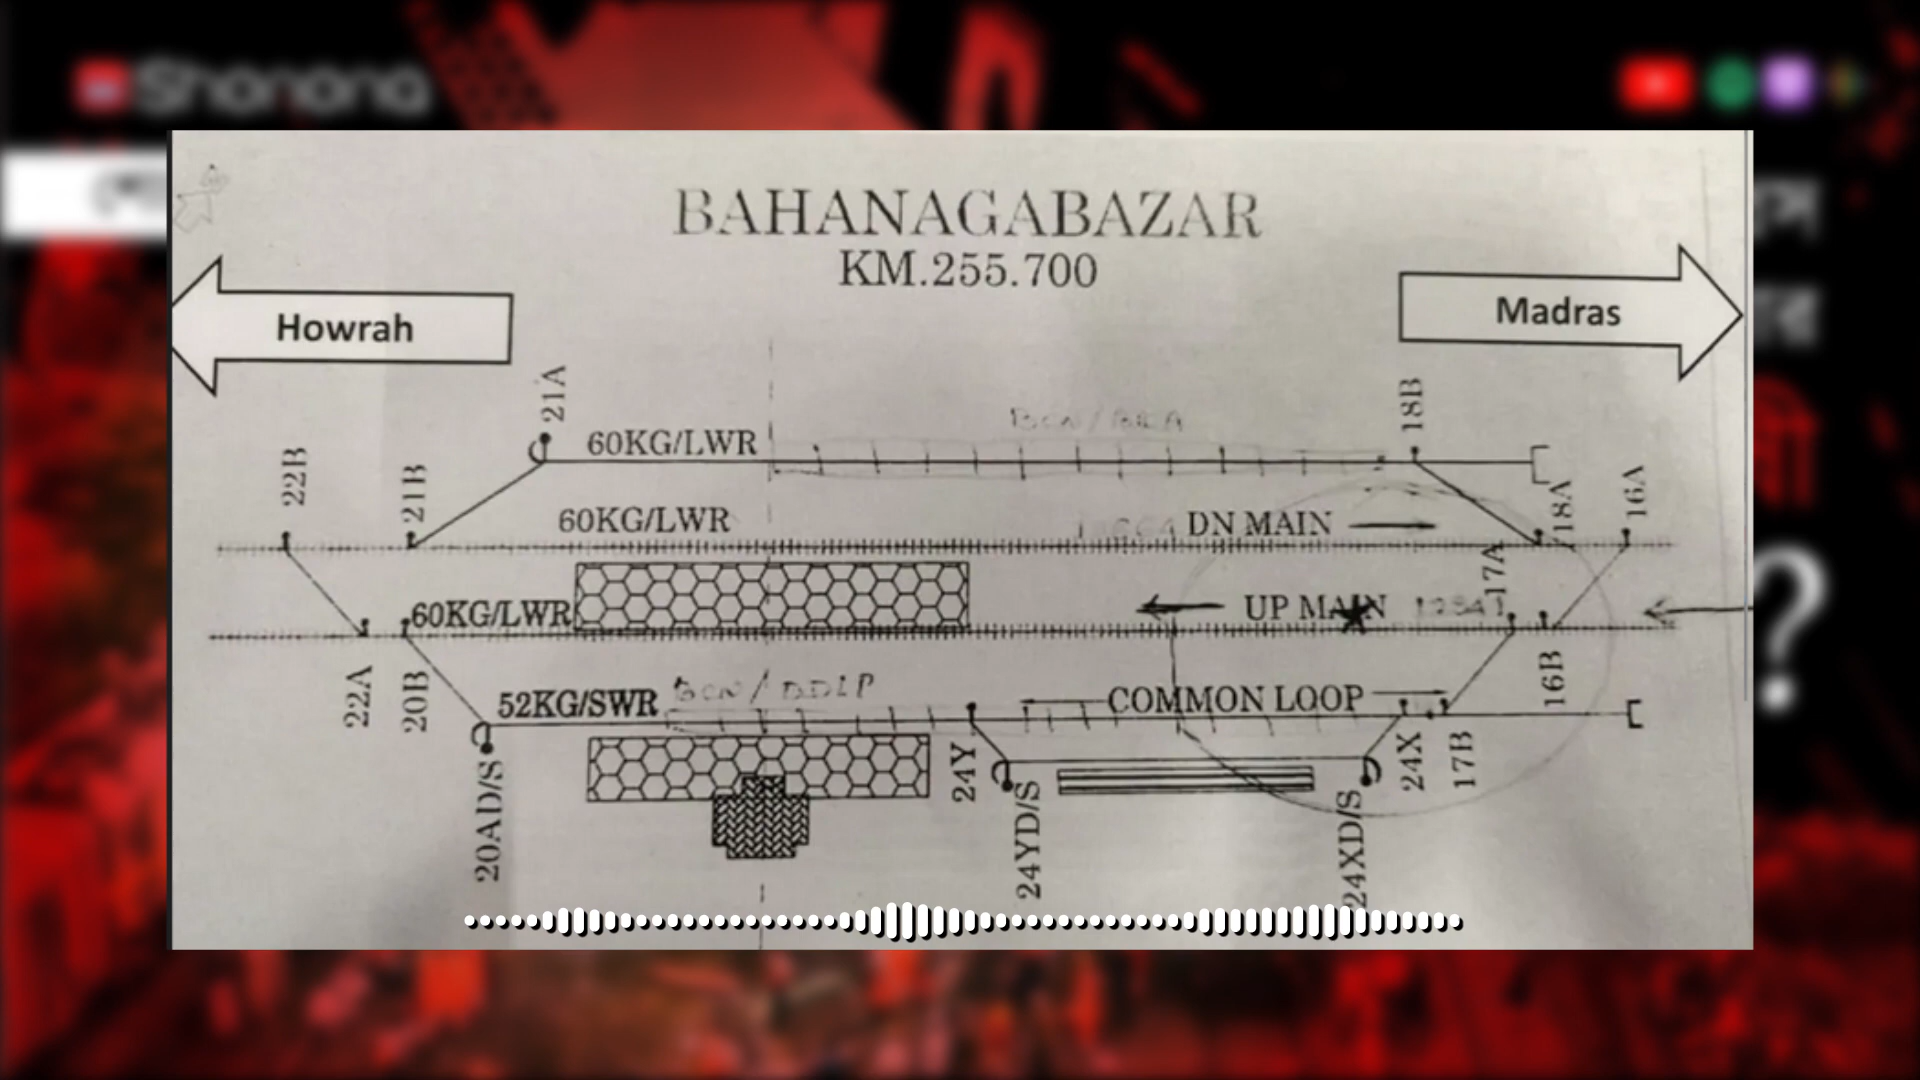 Shonona
BAHANAGABAZAR
KM.255.700
Howrah
Madras
21A
18B
60KG/LWR
22B
21B
18A
16A
60KG/LWR
DN MAIN
17A
60KG/LWR
UP MAIN
22A
20B
52KG/SWR
COMMON LOOP
16B
20AD/S
24Y
24YD/S
24XD/S
24X
17B
?